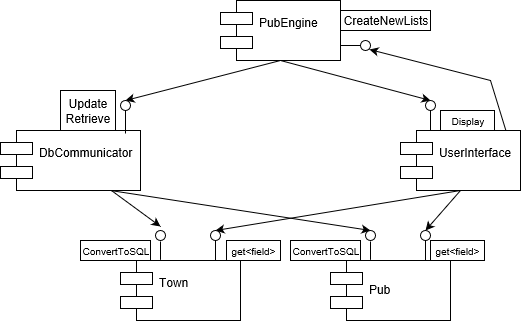 PubEngine
CreateNewLists
Update
Retrieve
Display
DbCommunicator
UserInterface
ConvertToSQL
get<field>
ConvertToSQL
get<field>
Town
Pub